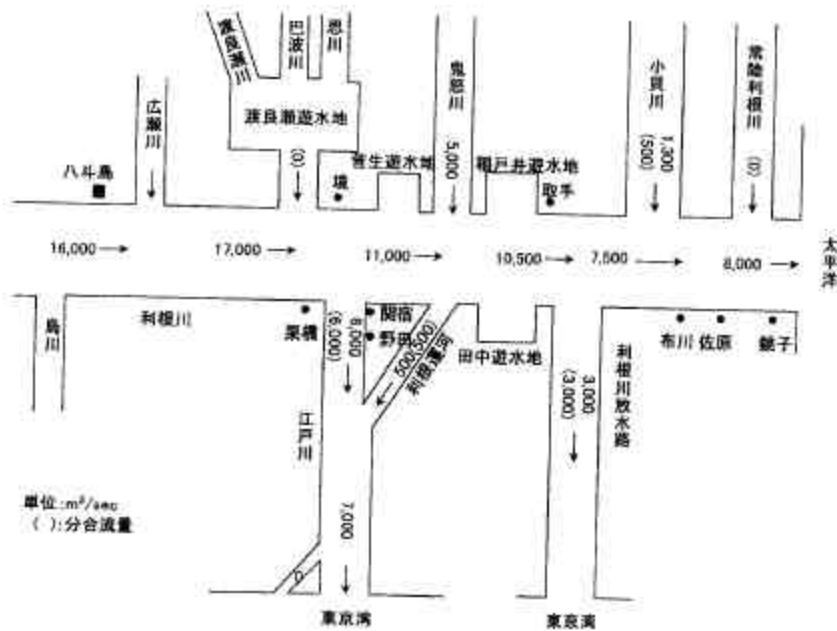 渡良瀬川
巴波川
思川
広瀬川
渡良瀬遊水地
(0)
八斗島
境
菅生遊水地
鬼怒川
5,000
稲戸井遊水地
取手
小貝川
1,300
(500)
常陸利根川
(0)
16,000
17,000
11,000
10,500
7,500
8,000
太平洋
烏川
利根川
栗橋
6,000
(6,000)
関宿
野田
500(500)
利根運河
田中遊水地
3,000
(3,000)
利根川放水路
布川
佐原
銚子
江戸川
7,000
単位:m³/sec
( ):分合流量
東京湾
東京湾